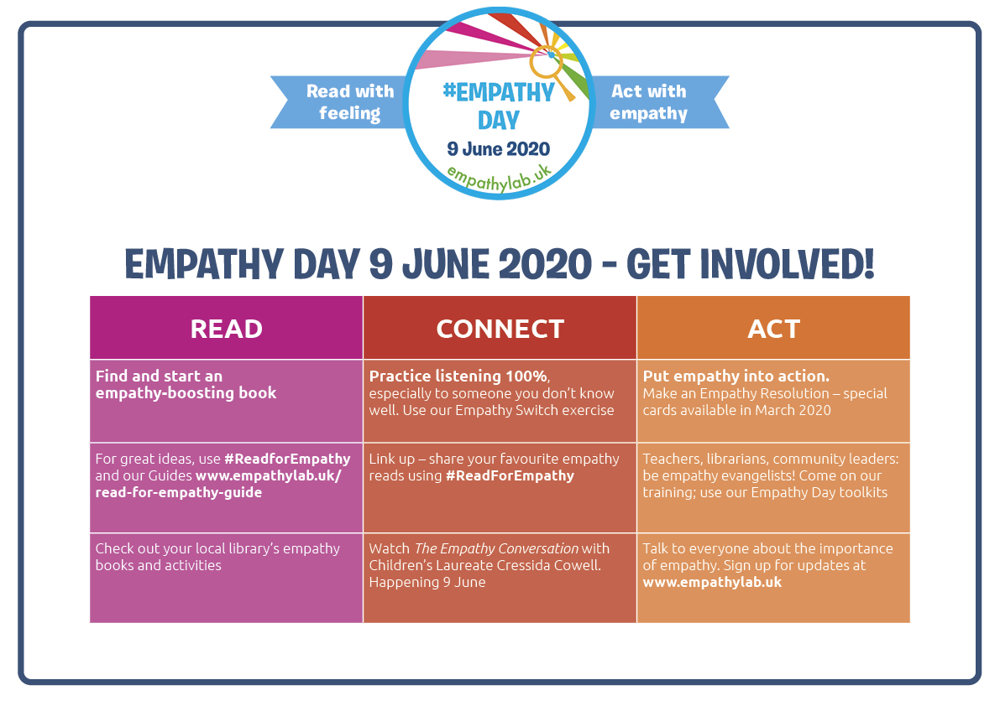 Read with
feeling
#EMPATHY
DAY
9 June 2020
empathylab.uk
Act with
empathy
EMPATHY DAY 9 JUNE 2020 - GET INVOLVED!
READ
CONNECT
ACT
Find and start an
empathy-boosting book
Practice listening 100%,
especially to someone you don't know
well. Use our Empathy Switch exercise
Put empathy into action.
Make an Empathy Resolution – special
cards available in March 2020
For great ideas, use #ReadforEmpathy
and our Guides www.empathylab.uk/
read-for-empathy-guide
Link up – share your favourite empathy
reads using #ReadForEmpathy
Teachers, librarians, community leaders:
be empathy evangelists! Come on our
training; use our Empathy Day toolkits
Check out your local library's empathy
books and activities
Watch The Empathy Conversation with
Children's Laureate Cressida Cowell.
Happening 9 June
Talk to everyone about the importance
of empathy. Sign up for updates at
www.empathylab.uk